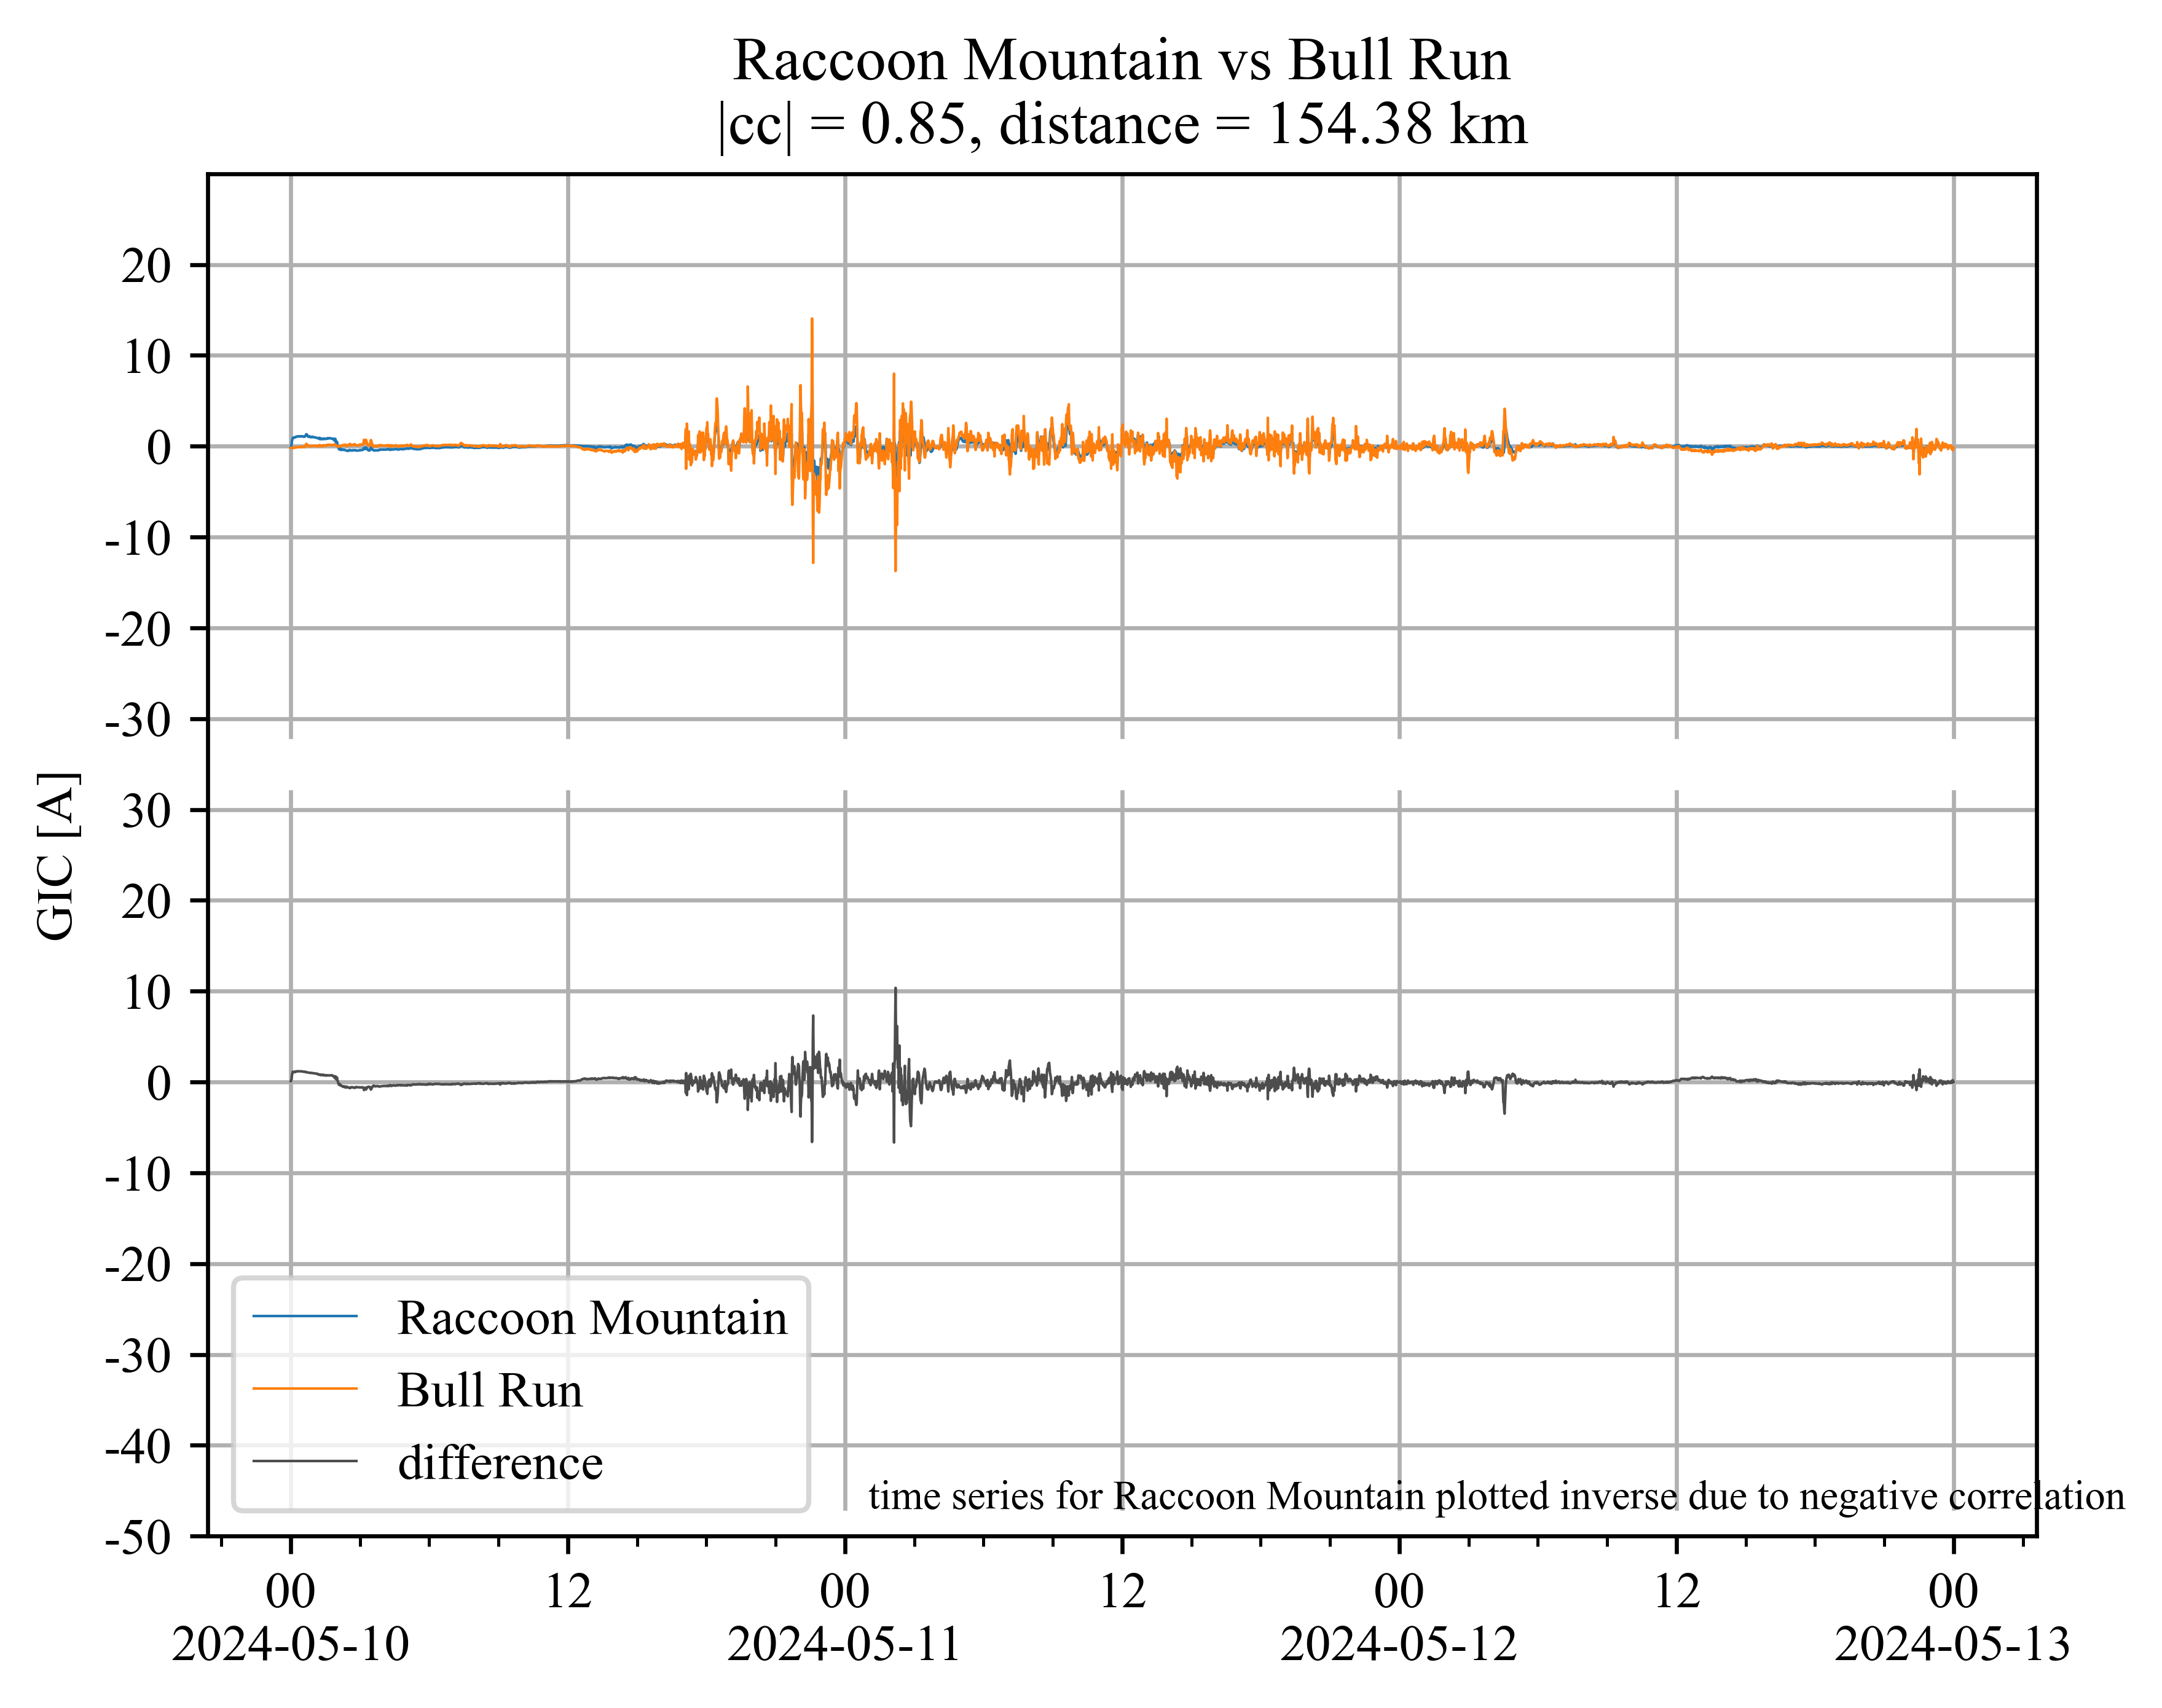 Raccoon Mountain vs Bull Run
|cc| = 0.85, distance = 154.38 km
20
10
0
-10
-20
-30
30
20
10
0
-10
-20
-30
-40
-50
GIC [A]
Raccoon Mountain
Bull Run
difference
time series for Raccoon Mountain plotted inverse due to negative correlation
00 12 00 12 00 12 00
2024-05-10 2024-05-11 2024-05-12 2024-05-13